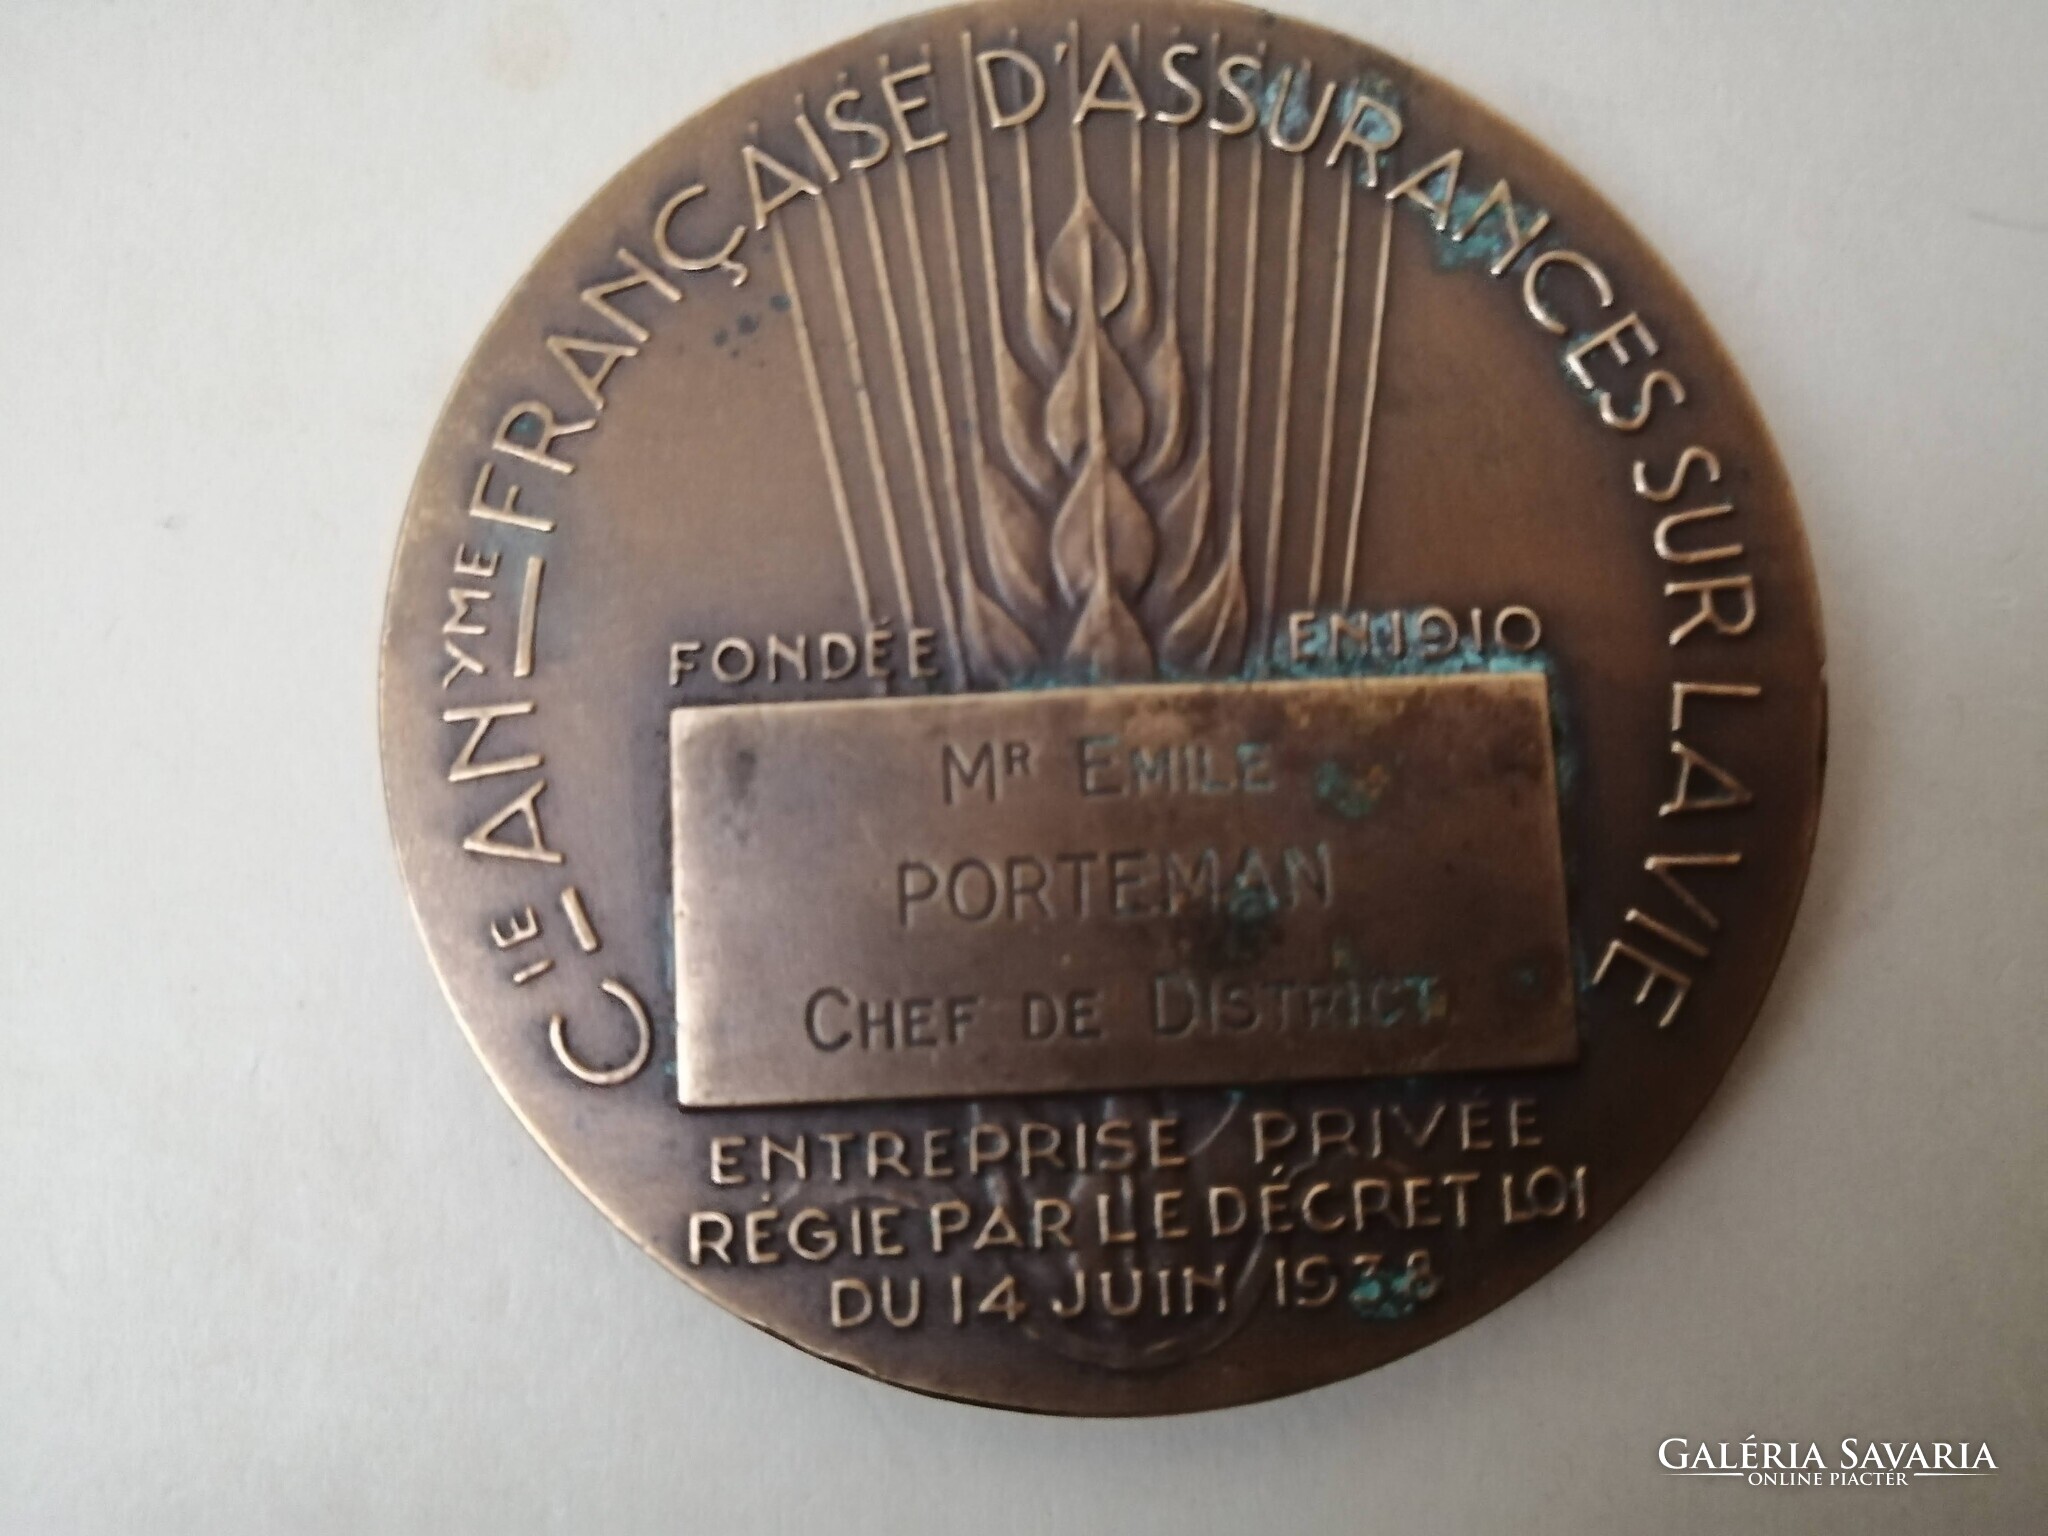 CIE ANYME FRANÇAISE D'ASSURANCES SUR LA VIE
FONDÉE EN 1910
MR EMILE
PORTEMAN
CHEF DE DISTRICT
ENTREPRISE PRIVÉE
RÉGIE PAR LE DÉCRET LOI
DU 14 JUIN 1938
GALÉRIA SAVARIA
ONLINE PIACTÉR